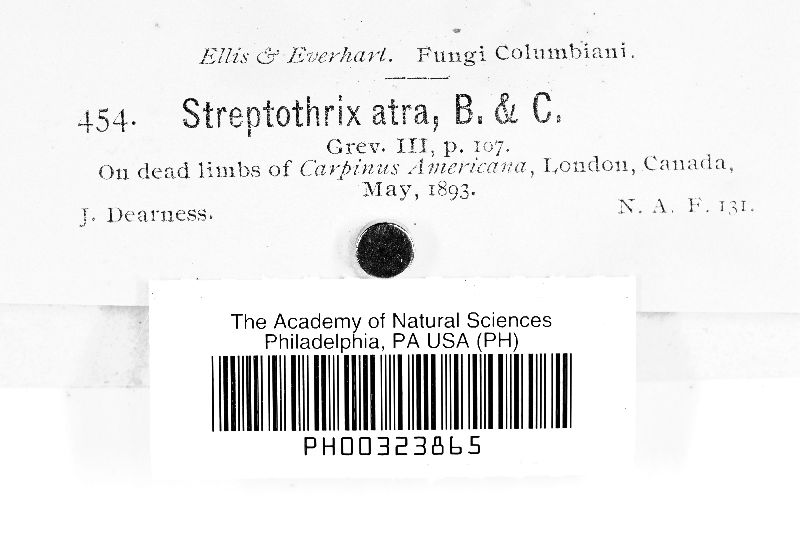 Ellis & Everhart. Fungi Columbiani.
454. Streptothrix atra, B. & C.
Grev. III, p. 107.
On dead limbs of Carpinus Americana, London, Canada,
May, 1893.
J. Dearness. N. A. F. 131.
The Academy of Natural Sciences
Philadelphia, PA USA (PH)
PH00323865